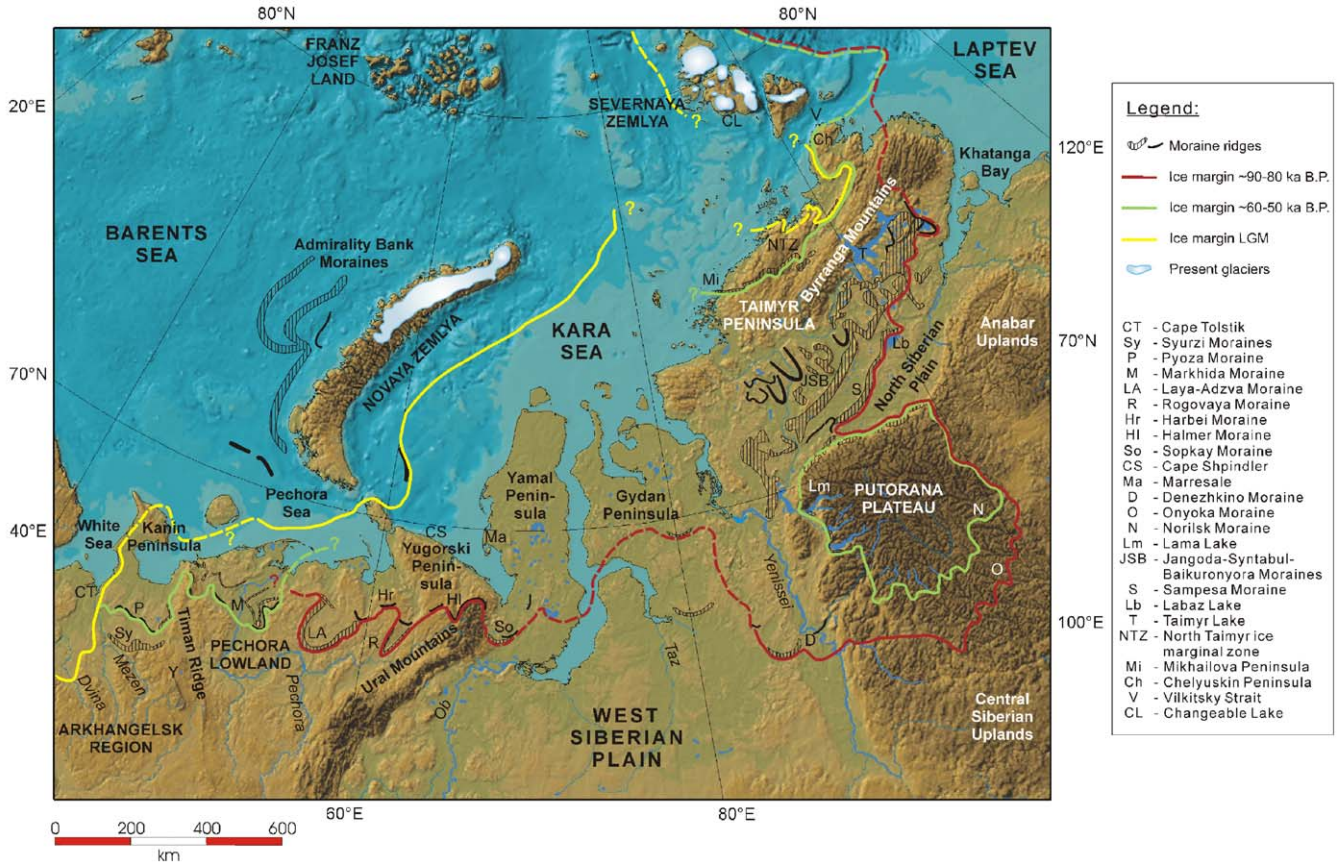 80°N
80°N
FRANZ
JOSEF
LAND
LAPTEV
SEA
20°E
SEVERNAYA
ZEMLYA
?
CL
V
?
Ch
Khatanga
Bay
120°E
?
BARENTS
SEA
Admirality Bank
Moraines
?
NTZ
Byrranga Mountains
T
Mi
?
TAIMYR
PENINSULA
KARA
SEA
Anabar
Uplands
70°N
Lb
North Siberian
Plain
NOVAYA ZEMLYA
JSB
S
70°N
Yamal
Penin-
sula
Gydan
Peninsula
Lm
PUTORANA
PLATEAU
N
Pechora
Sea
White
Sea
Kanin
Peninsula
40°E
?
?
CS
Ma
Yugorski
Penin-
sula
Yenissei
O
CT
P
M
?
Hr
Hl
LA
R
So
Sy
Timan Ridge
PECHORA
LOWLAND
Ural Mountains
D
100°E
Taz
Mezen
Y
Dvina
Pechora
Ob
ARKHANGELSK
REGION
WEST
SIBERIAN
PLAIN
Central
Siberian
Uplands
60°E
80°E
0 200 400 600
km
Legend:
Moraine ridges
Ice margin ~90-80 ka B.P.
Ice margin ~60-50 ka B.P.
Ice margin LGM
Present glaciers
CT - Cape Tolstik
Sy - Syurzi Moraines
P - Pyoza Moraine
M - Markhida Moraine
LA - Laya-Adzva Moraine
R - Rogovaya Moraine
Hr - Harbei Moraine
Hl - Halmer Moraine
So - Sopkay Moraine
CS - Cape Shpindler
Ma - Marresale
D - Denezhkino Moraine
O - Onyoka Moraine
N - Norilsk Moraine
Lm - Lama Lake
JSB - Jangoda-Syntabul-
Baikuronyora Moraines
S - Sampesa Moraine
Lb - Labaz Lake
T - Taimyr Lake
NTZ - North Taimyr ice
marginal zone
Mi - Mikhailova Peninsula
Ch - Chelyuskin Peninsula
V - Vilkitsky Strait
CL - Changeable Lake